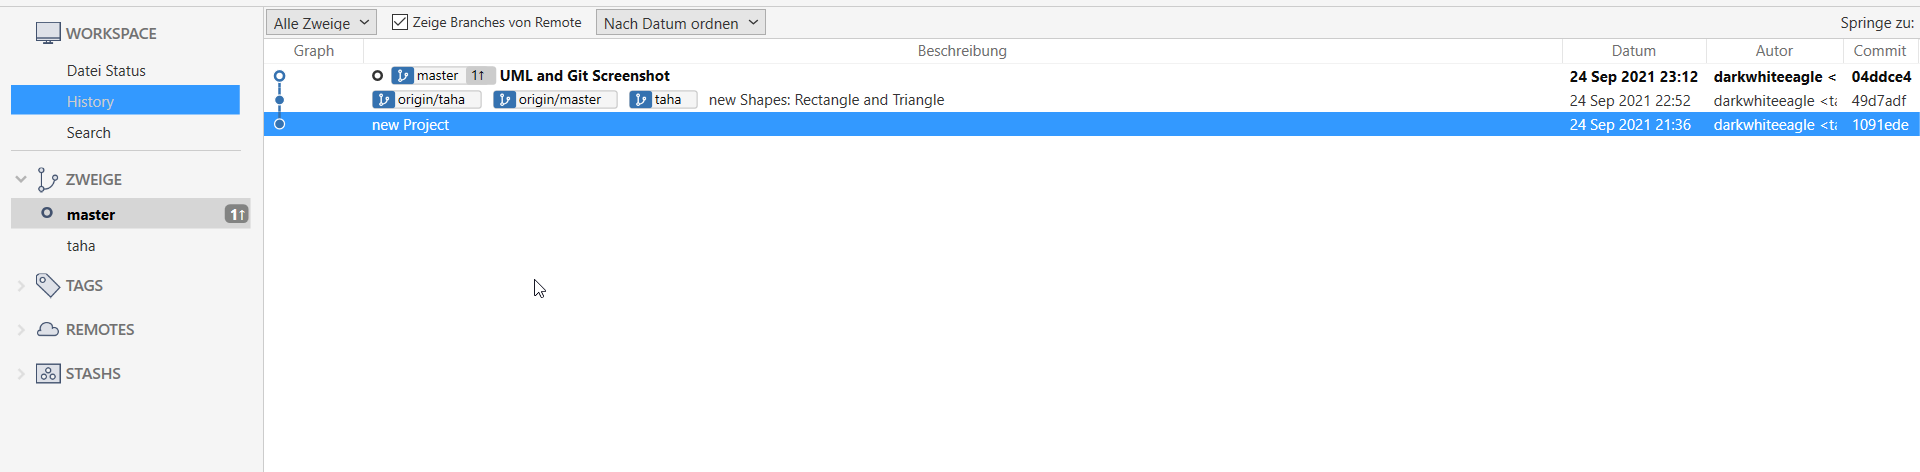 WORKSPACE
Datei Status
History
Search
ZWEIGE
master 1↑
taha
TAGS
REMOTES
STASHS
Alle Zweige Zeige Branches von Remote Nach Datum ordnen Springe zu:
Graph Beschreibung Datum Autor Commit
master 1↑ UML and Git Screenshot 24 Sep 2021 23:12 darkwhiteeagle < 04ddce4
origin/taha origin/master taha new Shapes: Rectangle and Triangle 24 Sep 2021 22:52 darkwhiteeagle <ta 49d7adf
new Project 24 Sep 2021 21:36 darkwhiteeagle <ta 1091ede